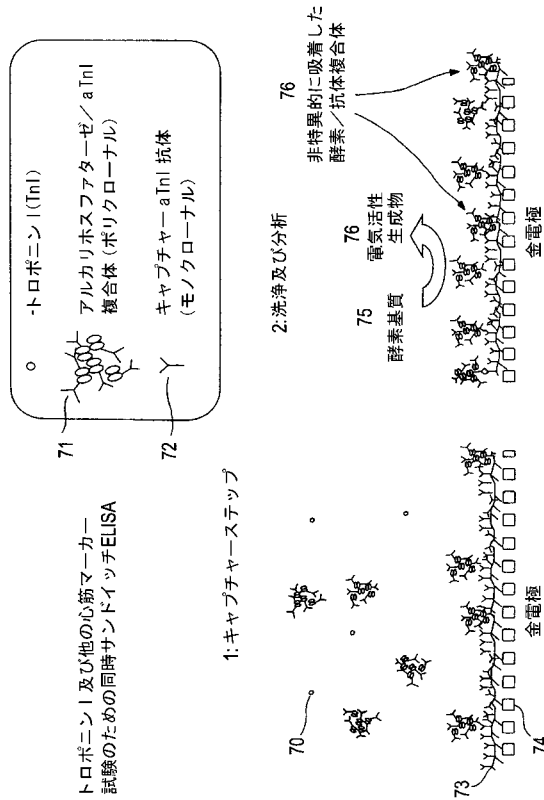 トロポニン I 及び他の心筋マーカー
試験のための同時サンドイッチELISA
-トロポニン I (TnI)
71
アルカリホスファターゼ/aTnI
複合体(ポリクローナル)
72
キャプチャーaTnI 抗体
(モノクローナル)
1:キャプチャーステップ
70
73
74
金電極
2:洗浄及び分析
75
酵素基質
76
電気活性
生成物
76
非特異的に吸着した
酵素/抗体複合体
金電極